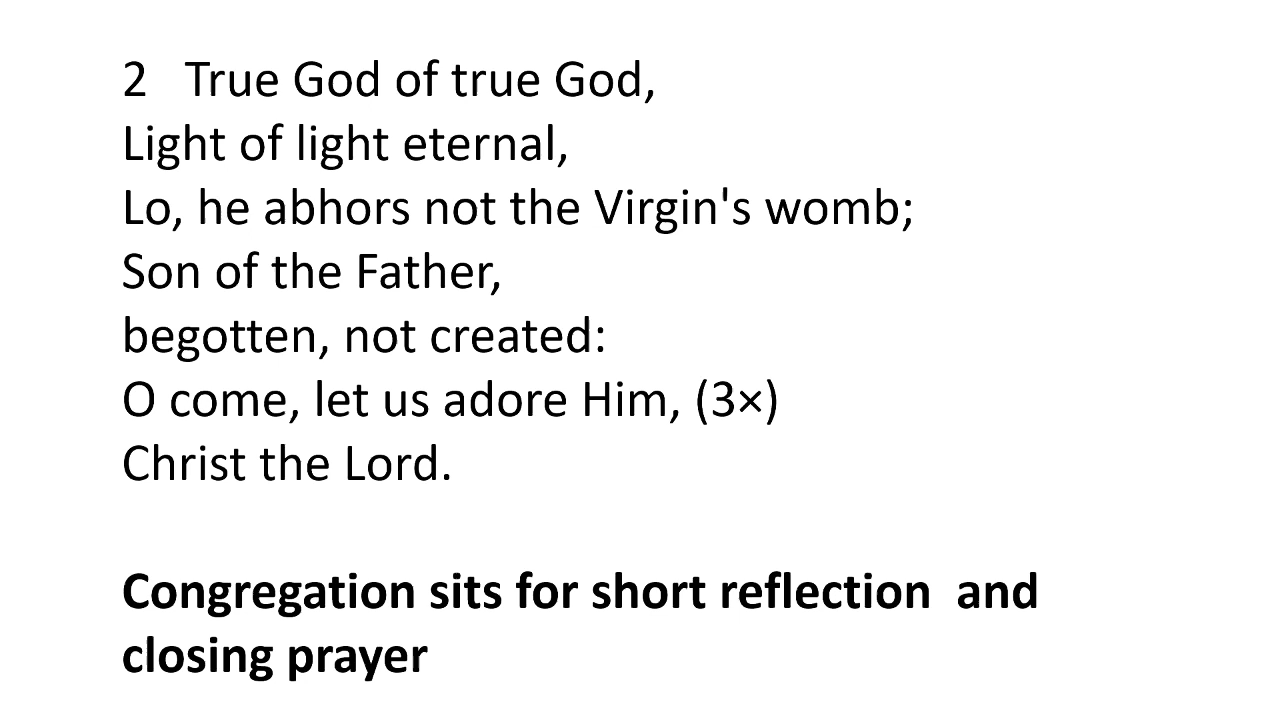 2   True God of true God,
Light of light eternal,
Lo, he abhors not the Virgin's womb;
Son of the Father,
begotten, not created:
O come, let us adore Him, (3×)
Christ the Lord.
Congregation sits for short reflection  and
closing prayer